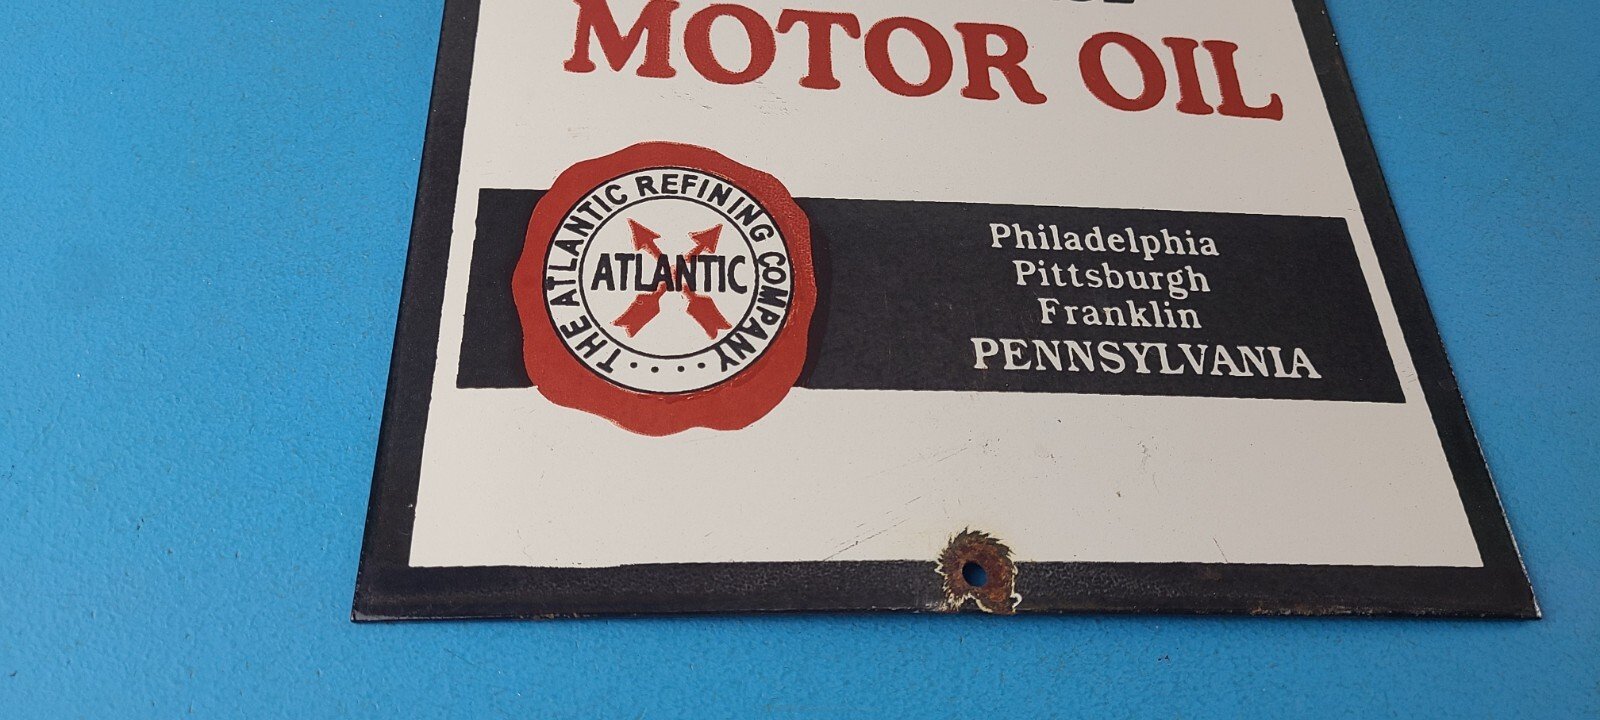 MOTOR OIL
THE ATLANTIC REFINING COMPANY
ATLANTIC
Philadelphia
Pittsburgh
Franklin
PENNSYLVANIA